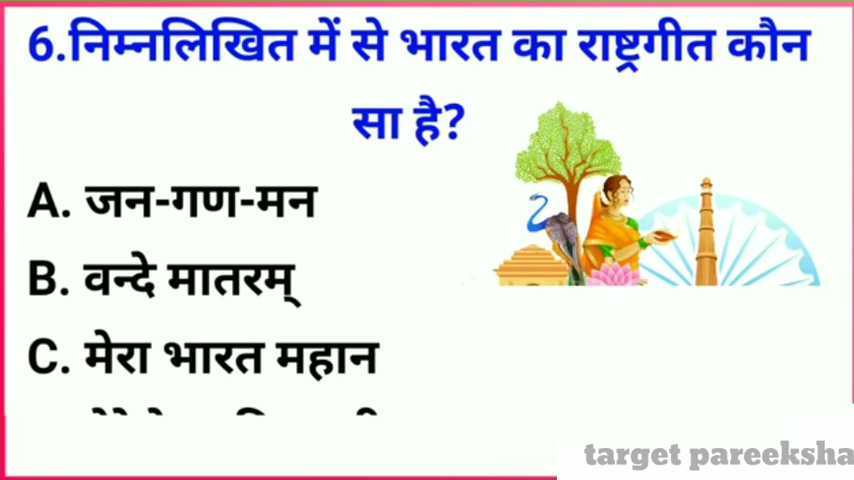 6.निम्नलिखित में से भारत का राष्ट्रगीत कौन
सा है?
A. जन-गण-मन
B. वन्दे मातरम्
C. मेरा भारत महान
target pareeksha